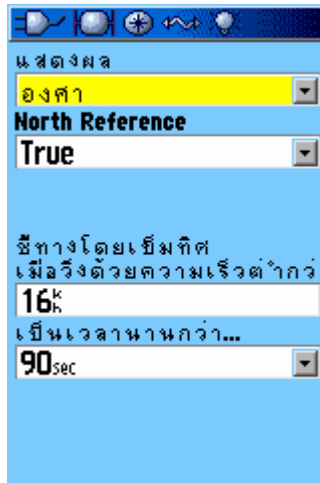 แสดงผล
องศา
North Reference
True
ชี้ทางโดยเข็มทิศ
เมื่อวิ่งด้วยความเร็วต่ำกว่
16k h
เป็นเวลานานกว่า...
90sec